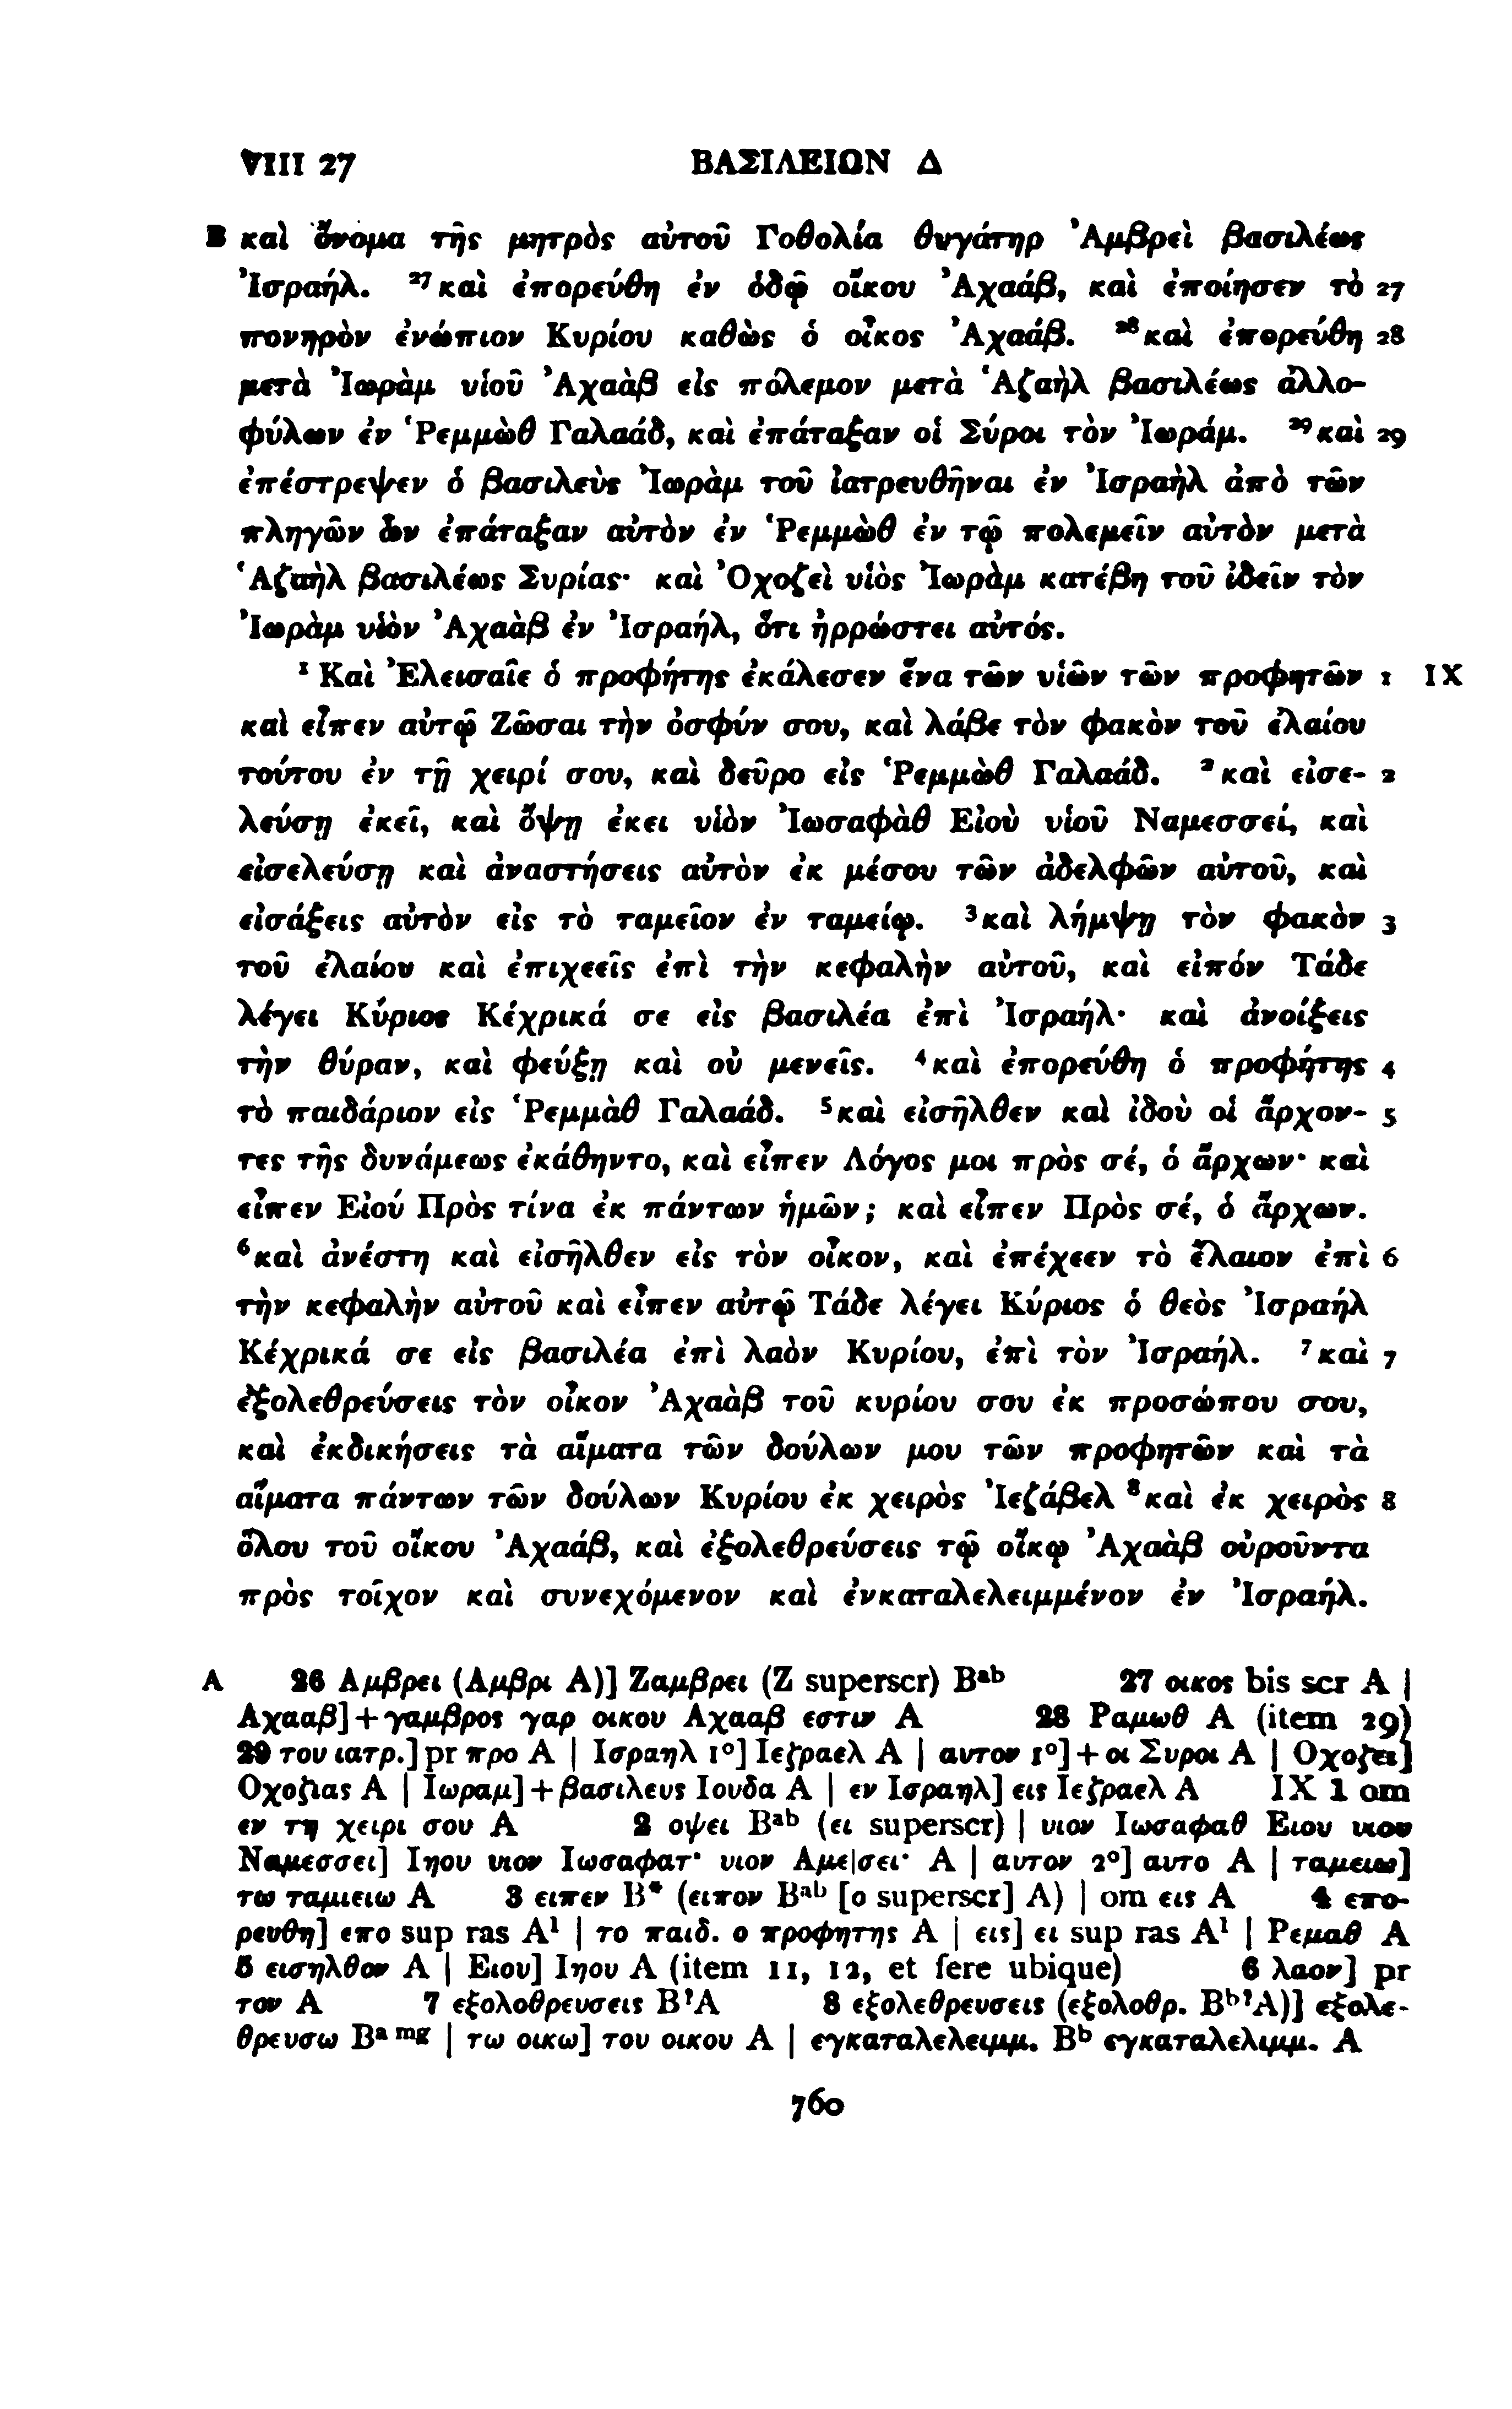 VIII 27 ΒΑΣΙΛΕΙΩΝ Δ
B καὶ ὄνομα τῆς μητρὸς αὐτοῦ Γοθολία θυγάτηρ Ἀμβρεὶ βασιλέως
Ἰσραήλ. ²⁷καὶ ἐπορεύθη ἐν ὁδῷ οἴκου Ἀχαάβ, καὶ ἐποίησεν τὸ 27
πονηρὸν ἐνώπιον Κυρίου καθὼς ὁ οἶκος Ἀχαάβ. ²⁸καὶ ἐπορεύθη 28
μετὰ Ἰωρὰμ υἱοῦ Ἀχαὰβ εἰς πόλεμον μετὰ Ἁζαὴλ βασιλέως ἀλλο-
φύλων ἐν Ῥεμμὼθ Γαλαάδ, καὶ ἐπάταξαν οἱ Σύροι τὸν Ἰωράμ. ²⁹καὶ 29
ἐπέστρεψεν ὁ βασιλεὺς Ἰωρὰμ τοῦ ἰατρευθῆναι ἐν Ἰσραὴλ ἀπὸ τῶν
πληγῶν ὧν ἐπάταξαν αὐτὸν ἐν Ῥεμμὼθ ἐν τῷ πολεμεῖν αὐτὸν μετὰ
Ἁζαὴλ βασιλέως Συρίας· καὶ Ὀχοζεὶ υἱὸς Ἰωρὰμ κατέβη τοῦ ἰδεῖν τὸν
Ἰωρὰμ υἱὸν Ἀχαὰβ ἐν Ἰσραήλ, ὅτι ἠρρώστει αὐτός.
¹Καὶ Ἐλεισαῖε ὁ προφήτης ἐκάλεσεν ἕνα τῶν υἱῶν τῶν προφητῶν 1 IX
καὶ εἶπεν αὐτῷ Ζῶσαι τὴν ὀσφύν σου, καὶ λάβε τὸν φακὸν τοῦ ἐλαίου
τούτου ἐν τῇ χειρί σου, καὶ δεῦρο εἰς Ῥεμμὼθ Γαλαάδ. ²καὶ εἰσε- 2
λεύσῃ ἐκεῖ, καὶ ὄψῃ ἐκει υἱὸν Ἰωσαφὰθ Εἰοὺ υἱοῦ Ναμεσσεί, καὶ
εἰσελεύσῃ καὶ ἀναστήσεις αὐτὸν ἐκ μέσου τῶν ἀδελφῶν αὐτοῦ, καὶ
εἰσάξεις αὐτὸν εἰς τὸ ταμεῖον ἐν ταμείῳ. ³καὶ λήμψῃ τὸν φακὸν 3
τοῦ ἐλαίου καὶ ἐπιχεεῖς ἐπὶ τὴν κεφαλὴν αὐτοῦ, καὶ εἰπόν Τάδε
λέγει Κύριος Κέχρικά σε εἰς βασιλέα ἐπὶ Ἰσραήλ· καὶ ἀνοίξεις
τὴν θύραν, καὶ φεύξῃ καὶ οὐ μενεῖς. ⁴καὶ ἐπορεύθη ὁ προφήτης 4
τὸ παιδάριον εἰς Ῥεμμὰθ Γαλαάδ. ⁵καὶ εἰσῆλθεν καὶ ἰδοὺ οἱ ἄρχον- 5
τες τῆς δυνάμεως ἐκάθηντο, καὶ εἶπεν Λόγος μοι πρὸς σέ, ὁ ἄρχων· καὶ
εἶπεν Εἰού Πρὸς τίνα ἐκ πάντων ἡμῶν; καὶ εἶπεν Πρὸς σέ, ὁ ἄρχων.
⁶καὶ ἀνέστη καὶ εἰσῆλθεν εἰς τὸν οἶκον, καὶ ἐπέχεεν τὸ ἔλαιον ἐπὶ 6
τὴν κεφαλὴν αὐτοῦ καὶ εἶπεν αὐτῷ Τάδε λέγει Κύριος ὁ θεὸς Ἰσραήλ
Κέχρικά σε εἰς βασιλέα ἐπὶ λαὸν Κυρίου, ἐπὶ τὸν Ἰσραήλ. ⁷καὶ 7
ἐξολεθρεύσεις τὸν οἶκον Ἀχαὰβ τοῦ κυρίου σου ἐκ προσώπου σου,
καὶ ἐκδικήσεις τὰ αἵματα τῶν δούλων μου τῶν προφητῶν καὶ τὰ
αἵματα πάντων τῶν δούλων Κυρίου ἐκ χειρὸς Ἰεζάβελ ⁸καὶ ἐκ χειρὸς 8
ὅλου τοῦ οἴκου Ἀχαάβ, καὶ ἐξολεθρεύσεις τῷ οἴκῳ Ἀχαὰβ οὐροῦντα
πρὸς τοῖχον καὶ συνεχόμενον καὶ ἐνκαταλελειμμένον ἐν Ἰσραήλ.
A 26 Αμβρει (Αμβρι A)] Ζαμβρει (Ζ superscr) Bᵃᵇ 27 οικος bis scr A |
Αχααβ]+γαμβρος γαρ οικου Αχααβ εστιν A 28 Ραμωθ A (item 29)
29 του ιατρ.] pr προ A | Ισραηλ 1°] Ιεζραελ A | αυτον 1°]+οι Συροι A | Οχοζει]
Οχοζιας A | Ιωραμ]+βασιλευς Ιουδα A | εν Ισραηλ] εις Ιεζραελ A IX 1 om
εν τη χειρι σου A 2 οψει Bᵃᵇ (ει superscr) | υιον Ιωσαφαθ Ειου υιου
Ναμεσσει] Ιηου υιον Ιωσαφατ· υιον Αμε|σει· A | αυτον 2°] αυτο A | ταμειω]
τω ταμιειω A 3 ειπεν B* (ειπον Bᵃᵇ [ο superscr] A) | om εις A 4 επο-
ρευθη] επο sup ras A¹ | το παιδ. ο προφητης A | εις] ει sup ras A¹ | Ρεμαθ A
5 εισηλθον A | Ειου] Ιηου A (item 11, 12, et fere ubique) 6 λαον] pr
τον A 7 εξολοθρευσεις B?A 8 εξολεθρευσεις (εξολοθρ. Bᵇ?A)] εξολε-
θρευσω Bᵃ ᵐᵍ | τω οικω] του οικου A | εγκαταλελειμμ. Bᵇ εγκαταλελιμμ. A
760